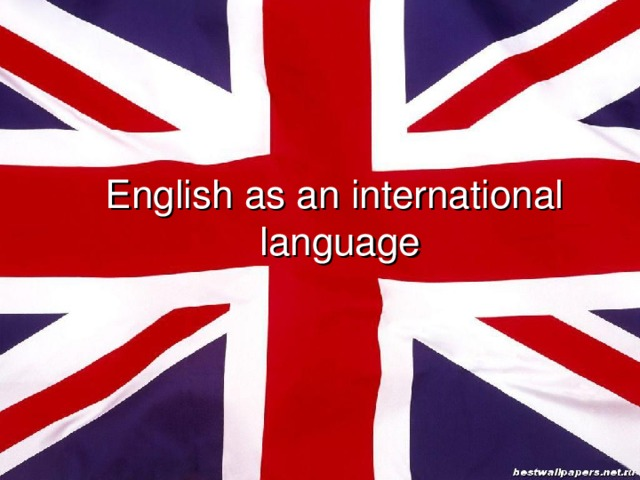 English as an international
language
bestwallpapers.net.ru